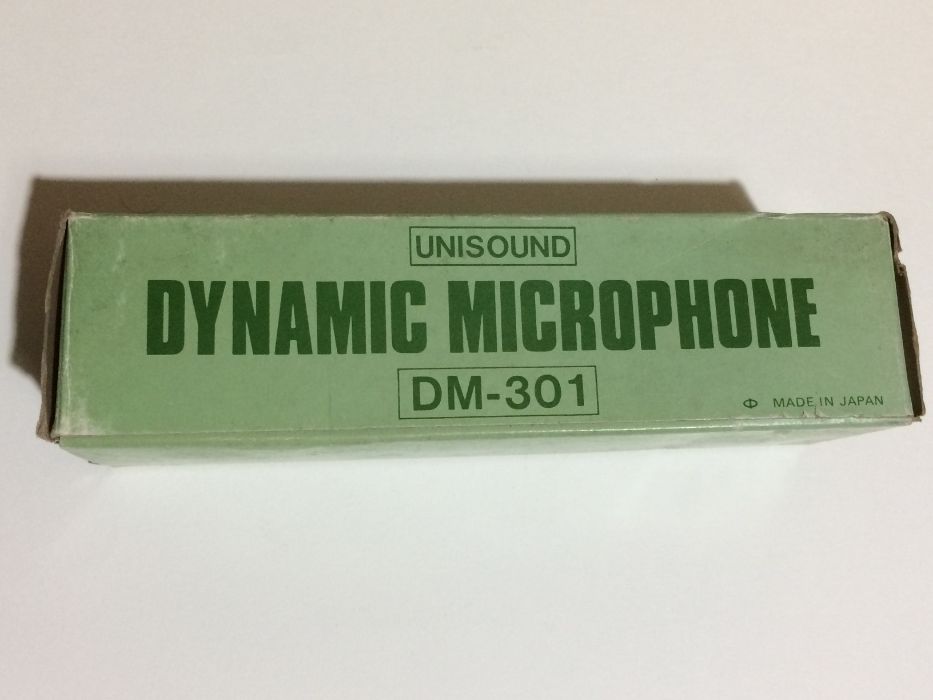 UNISOUND
DYNAMIC MICROPHONE
DM-301
MADE IN JAPAN